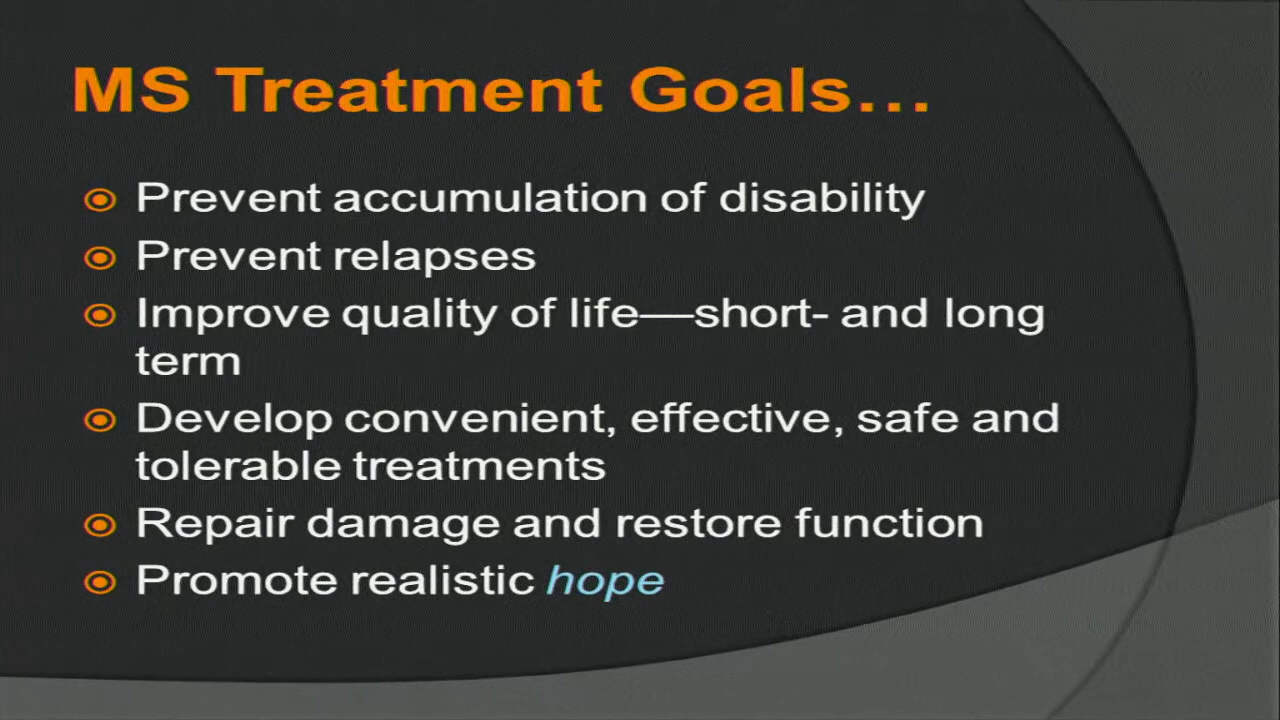 MS Treatment Goals…
Prevent accumulation of disability
Prevent relapses
Improve quality of life—short- and long
term
Develop convenient, effective, safe and
tolerable treatments
Repair damage and restore function
Promote realistic hope